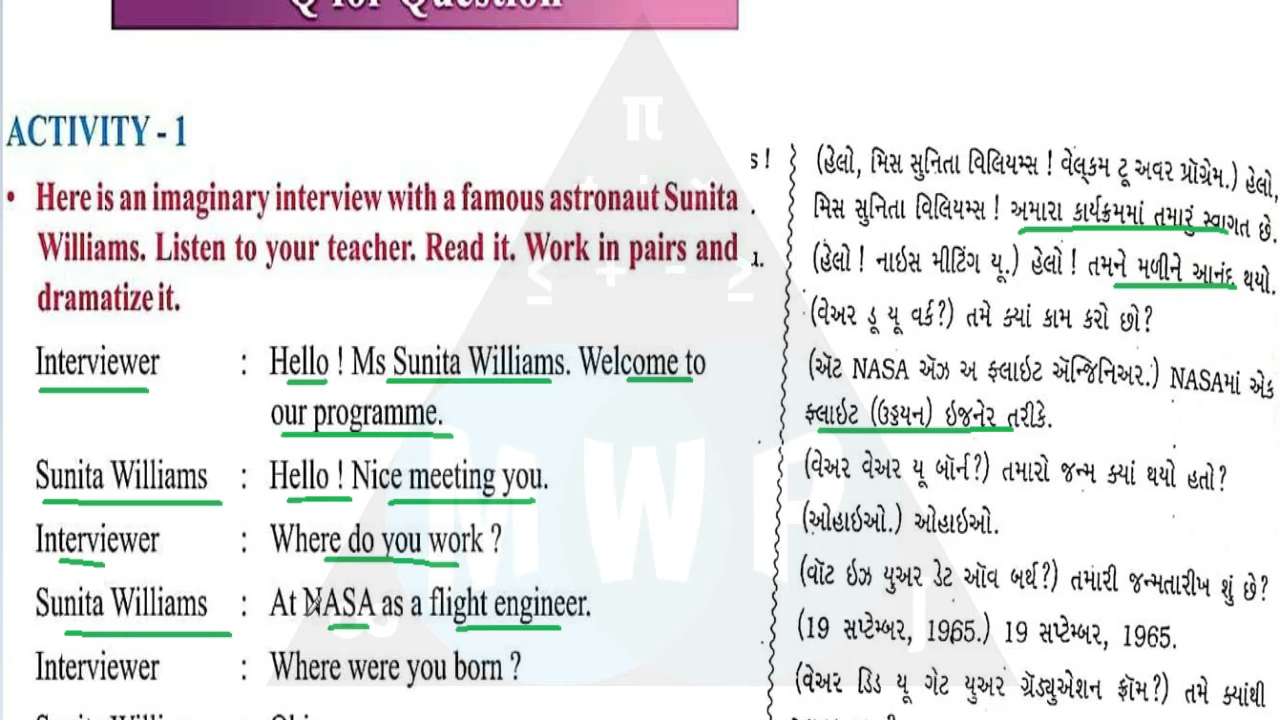 Q for Question
ACTIVITY - 1
• Here is an imaginary interview with a famous astronaut Sunita
Williams. Listen to your teacher. Read it. Work in pairs and
dramatize it.
Interviewer : Hello ! Ms Sunita Williams. Welcome to
our programme.
Sunita Williams : Hello ! Nice meeting you.
Interviewer : Where do you work ?
Sunita Williams : At NASA as a flight engineer.
Interviewer : Where were you born ?
Sunita Williams : Ohio
s !
.
u.
(હેલો, મિસ સુનિતા વિલિયમ્સ ! વેલ્કમ ટૂ અવર પ્રૉગ્રેમ.) હેલો,
મિસ સુનિતા વિલિયમ્સ ! અમારા કાર્યક્રમમાં તમારું સ્વાગત છે.
(હેલો ! નાઇસ મીટિંગ યૂ.) હેલો ! તમને મળીને આનંદ થયો.
(વેઅર ડૂ યૂ વર્ક?) તમે ક્યાં કામ કરો છો?
(ઍટ NASA ઍઝ અ ફ્લાઇટ ઍન્જિનિઅર.) NASAમાં એક
ફ્લાઇટ (ઉડ્ડયન) ઇજનેર તરીકે.
(વેઅર વેઅર યૂ બૉર્ન?) તમારો જન્મ ક્યાં થયો હતો?
(ઓહાઇઓ.) ઓહાઇઓ.
(વૉટ ઇઝ યુઅર ડેટ ઑવ બર્થ?) તમારી જન્મતારીખ શું છે?
(19 સપ્ટેમ્બર, 1965.) 19 સપ્ટેમ્બર, 1965.
(વેઅર ડિડ યૂ ગેટ યુઅર ગ્રૅડ્યુએશન ફ્રૉમ?) તમે ક્યાંથી
π
≤ + - ≥
MWP